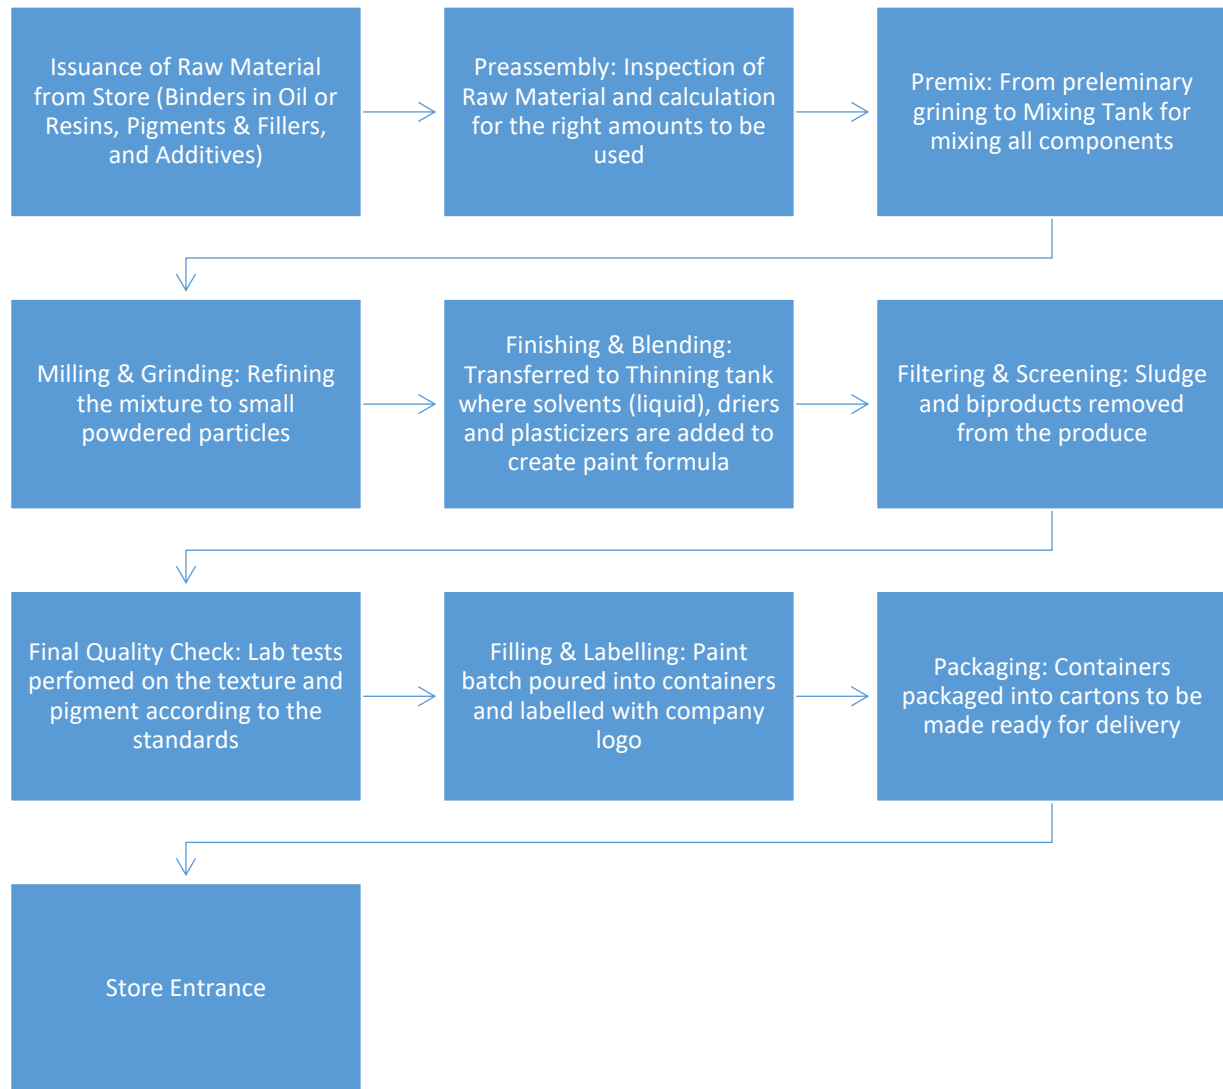 Issuance of Raw Material
from Store (Binders in Oil or
Resins, Pigments & Fillers,
and Additives)
Preassembly: Inspection of
Raw Material and calculation
for the right amounts to be
used
Premix: From preleminary
grining to Mixing Tank for
mixing all components
Milling & Grinding: Refining
the mixture to small
powdered particles
Finishing & Blending:
Transferred to Thinning tank
where solvents (liquid), driers
and plasticizers are added to
create paint formula
Filtering & Screening: Sludge
and biproducts removed
from the produce
Final Quality Check: Lab tests
perfomed on the texture and
pigment according to the
standards
Filling & Labelling: Paint
batch poured into containers
and labelled with company
logo
Packaging: Containers
packaged into cartons to be
made ready for delivery
Store Entrance